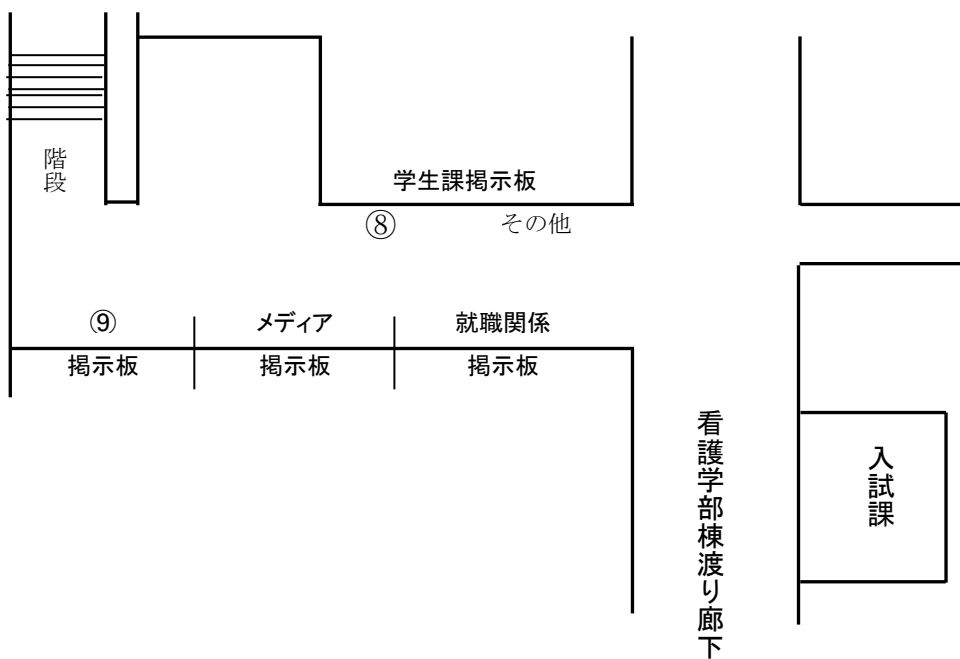 階段
学生課掲示板
⑧ その他
⑨ メディア 就職関係
掲示板 掲示板 掲示板
看護学部棟渡り廊下
入試課